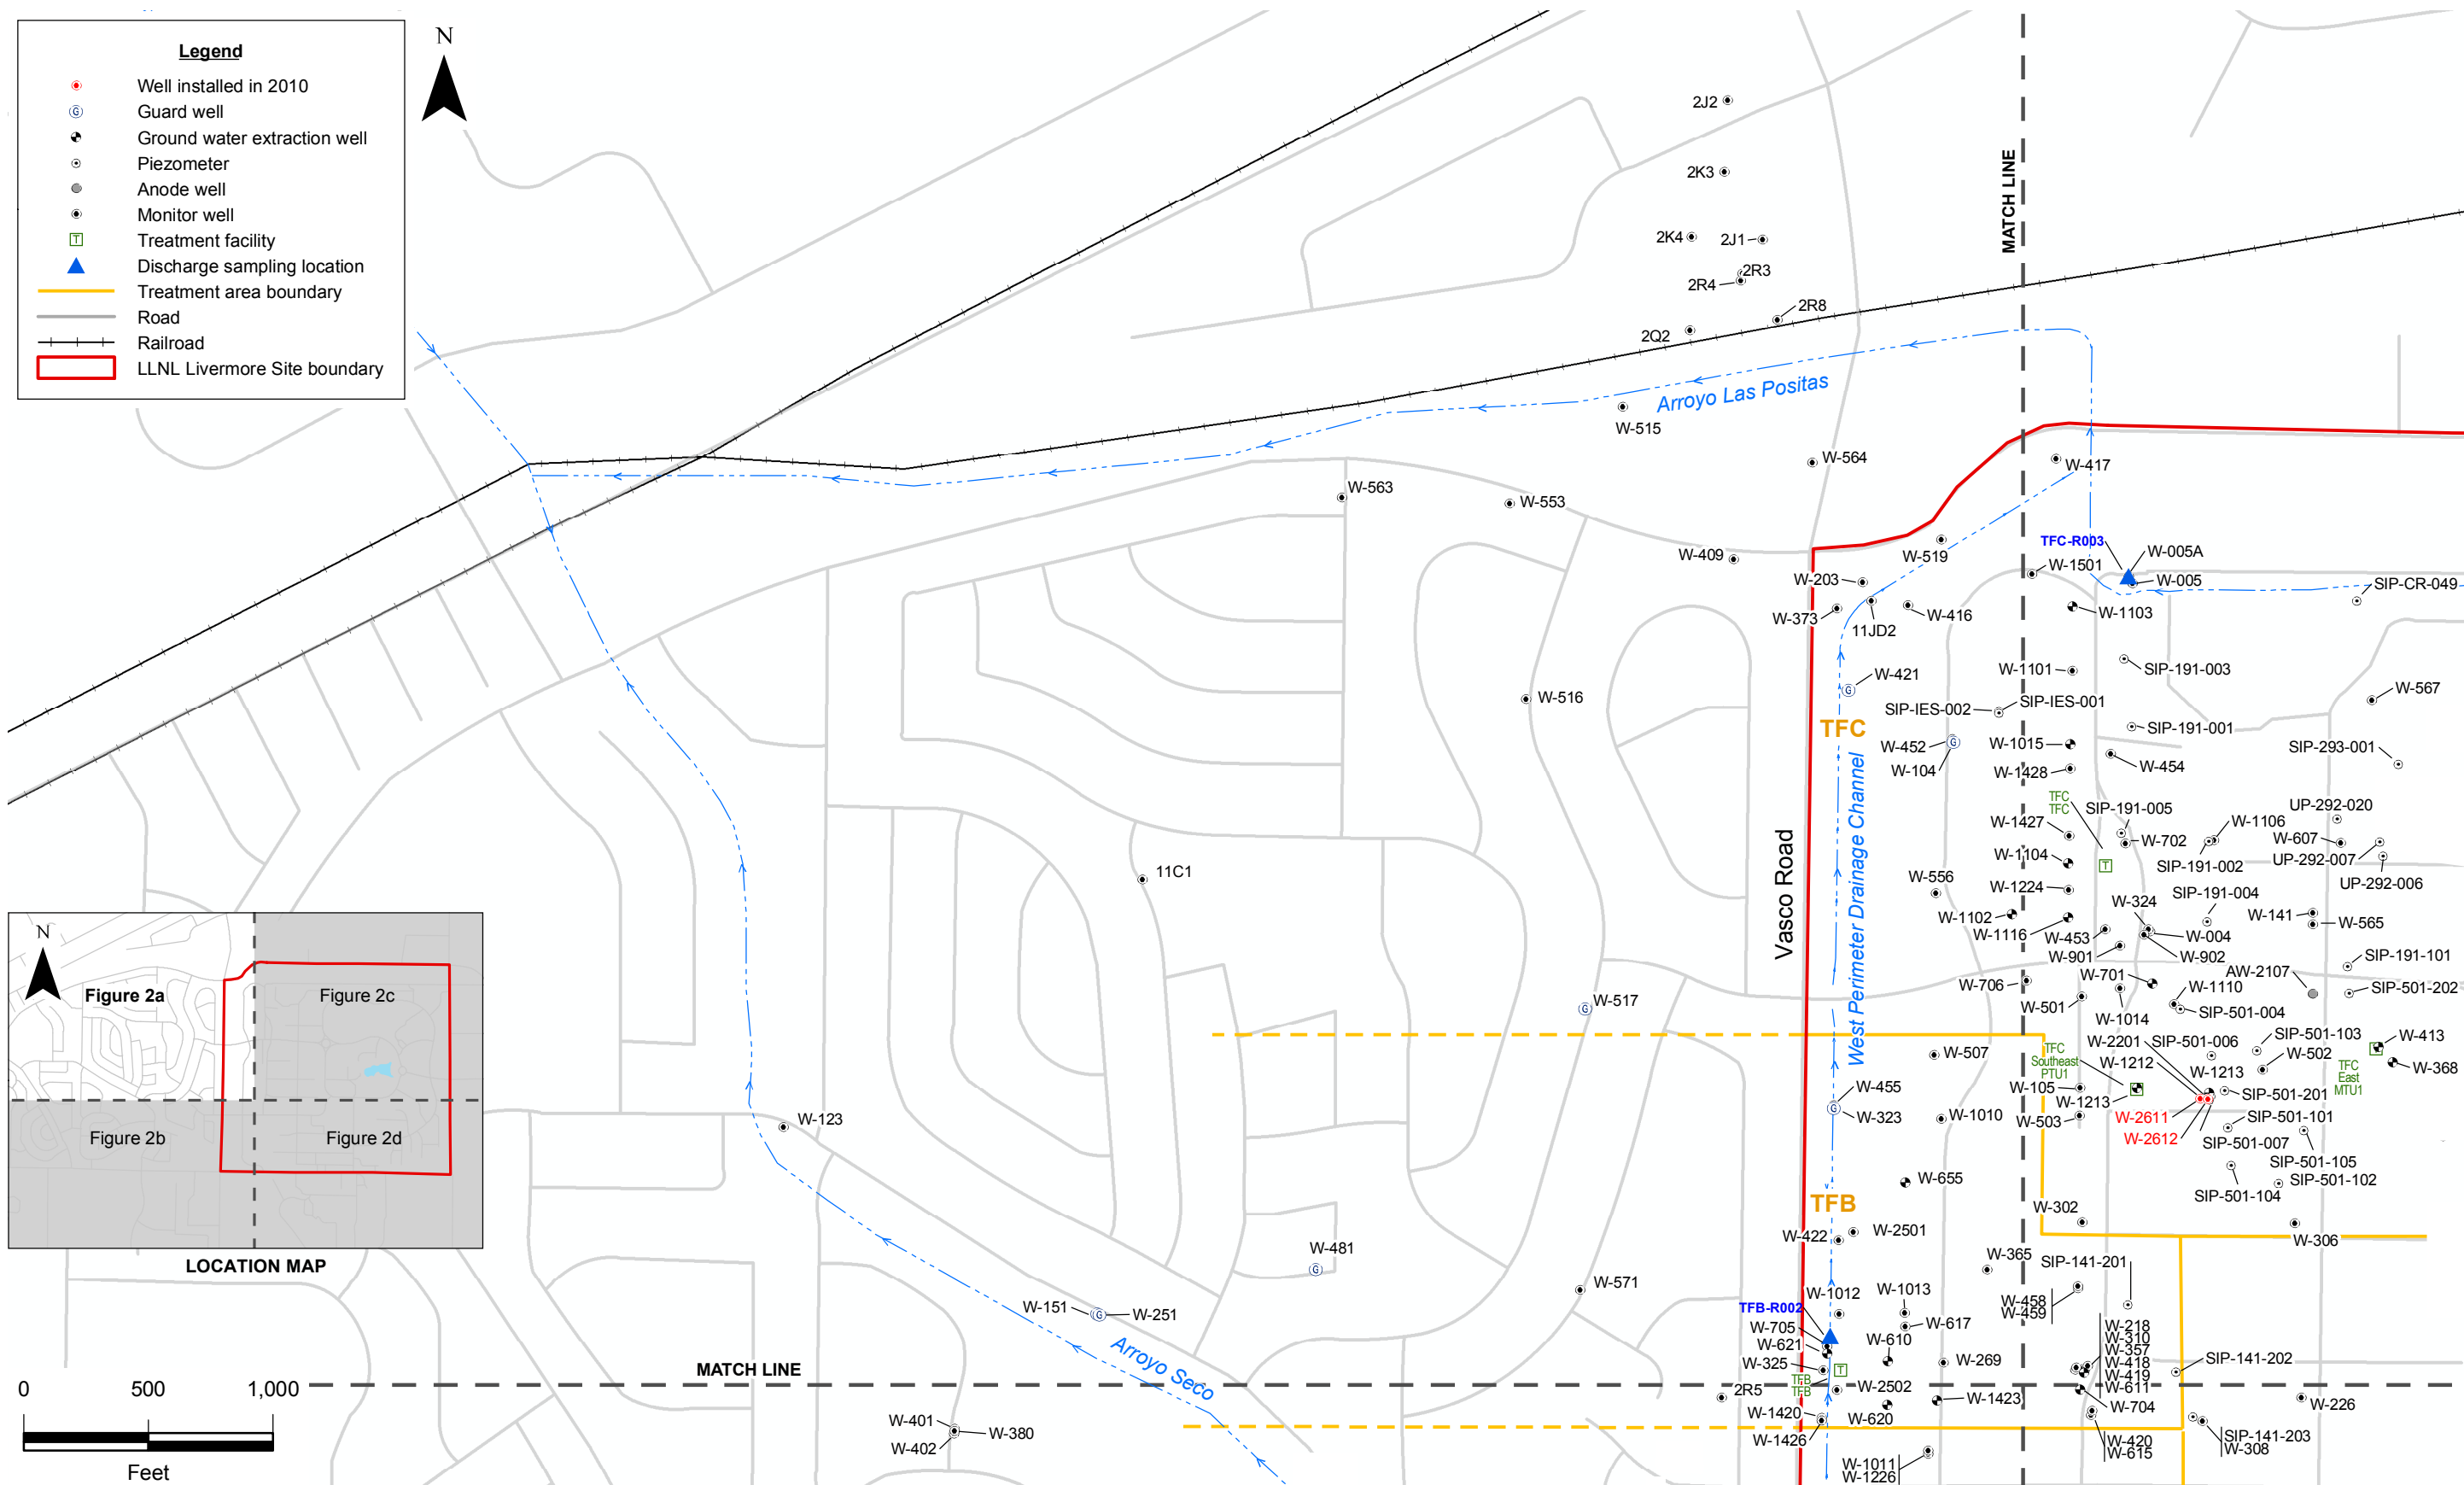 Legend
Well installed in 2010
G Guard well
Ground water extraction well
Piezometer
Anode well
Monitor well
T Treatment facility
Discharge sampling location
Treatment area boundary
Road
Railroad
LLNL Livermore Site boundary
N
2J2
2K3
2K4
2J1
2R3
2R4
2R8
2Q2
MATCH LINE
Arroyo Las Positas
W-515
W-564
W-417
W-563
W-553
W-409
W-519
TFC-R003
W-005A
W-1501
W-005
SIP-CR-049
W-203
W-373
11JD2
W-416
W-1103
W-421
G
W-1101
SIP-191-003
W-516
SIP-IES-002
SIP-IES-001
W-567
TFC
SIP-191-001
W-452
G
W-104
W-1015
W-454
SIP-293-001
W-1428
TFC
TFC
SIP-191-005
UP-292-020
W-1427
W-702
W-1106
W-607
W-1104
T
SIP-191-002
UP-292-007
UP-292-006
11C1
Vasco Road
West Perimeter Drainage Channel
W-556
W-1224
SIP-191-004
W-324
W-141
W-565
W-1102
W-1116
W-453
W-004
W-901
W-902
SIP-191-101
AW-2107
W-701
W-706
W-1110
SIP-501-202
W-517
G
W-501
W-1014
SIP-501-004
W-2201
SIP-501-006
SIP-501-103
W-413
W-507
TFC
Southeast
PTU1
W-1212
W-1213
W-502
W-368
TFC
East
MTU1
W-105
W-1213
SIP-501-201
W-455
G
W-323
W-1010
W-503
W-2611
SIP-501-101
W-2612
SIP-501-007
SIP-501-105
SIP-501-102
SIP-501-104
W-123
W-655
TFB
W-302
W-306
W-422
W-2501
W-481
G
W-365
SIP-141-201
W-571
W-1012
W-1013
W-458
W-459
W-151
G
W-251
TFB-R002
W-705
W-617
W-621
W-610
W-218
W-310
W-357
W-418
W-419
W-611
W-704
SIP-141-202
W-325
T
W-269
TFB
TFB
Arroyo Seco
MATCH LINE
2R5
W-2502
W-1423
W-226
W-1420
W-620
W-1426
W-401
W-380
W-402
W-420
W-615
SIP-141-203
W-308
W-1011
W-1226
N
Figure 2a
Figure 2c
Figure 2b
Figure 2d
LOCATION MAP
0 500 1,000
Feet